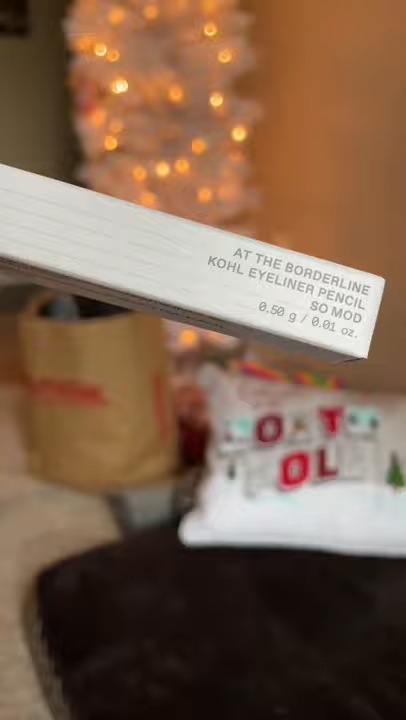 AT THE BORDERLINE
KOHL EYELINER PENCIL
SO MOD
0.50 g / 0.01 oz.